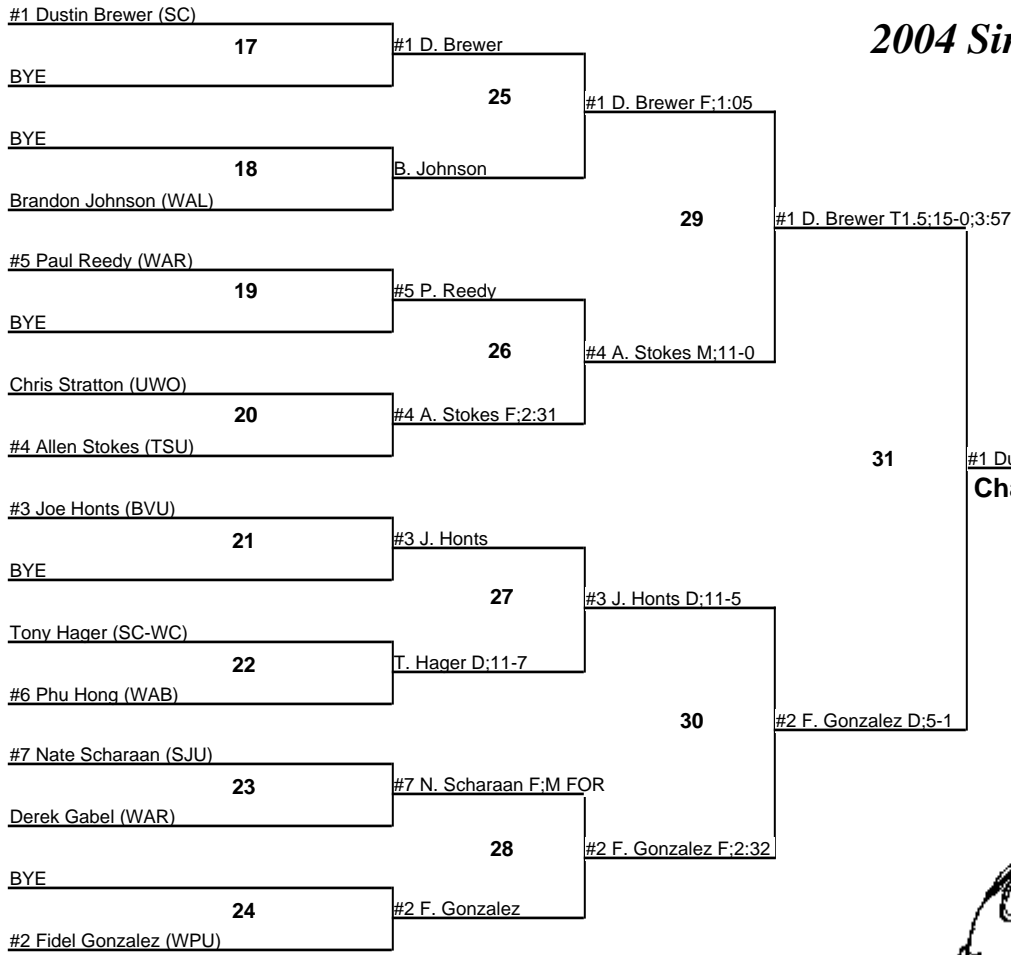 #1 Dustin Brewer (SC)
2004
17
#1 D. Brewer
BYE
25
#1 D. Brewer F;1:05
BYE
18
B. Johnson
Brandon Johnson (WAL)
29
#1 D. Brewer T1.5;15-0;3:57
#5 Paul Reedy (WAR)
19
#5 P. Reedy
BYE
26
#4 A. Stokes M;11-0
Chris Stratton (UWO)
20
#4 A. Stokes F;2:31
#4 Allen Stokes (TSU)
31
#1
#3 Joe Honts (BVU)
21
#3 J. Honts
BYE
27
#3 J. Honts D;11-5
Tony Hager (SC-WC)
22
T. Hager D;11-7
#6 Phu Hong (WAB)
30
#2 F. Gonzalez D;5-1
#7 Nate Scharaan (SJU)
23
#7 N. Scharaan F;M FOR
Derek Gabel (WAR)
28
#2 F. Gonzalez F;2:32
BYE
24
#2 F. Gonzalez
#2 Fidel Gonzalez (WPU)